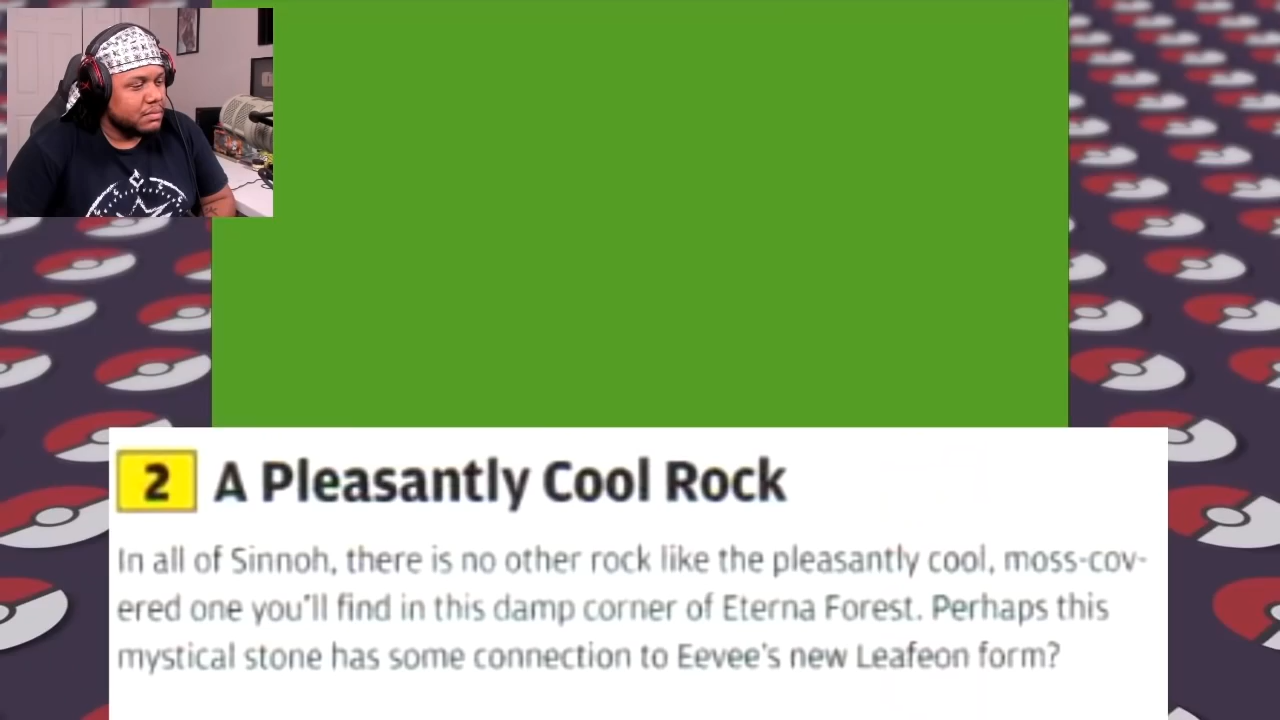 2 A Pleasantly Cool Rock
In all of Sinnoh, there is no other rock like the pleasantly cool, moss-cov-
ered one you'll find in this damp corner of Eterna Forest. Perhaps this
mystical stone has some connection to Eevee's new Leafeon form?